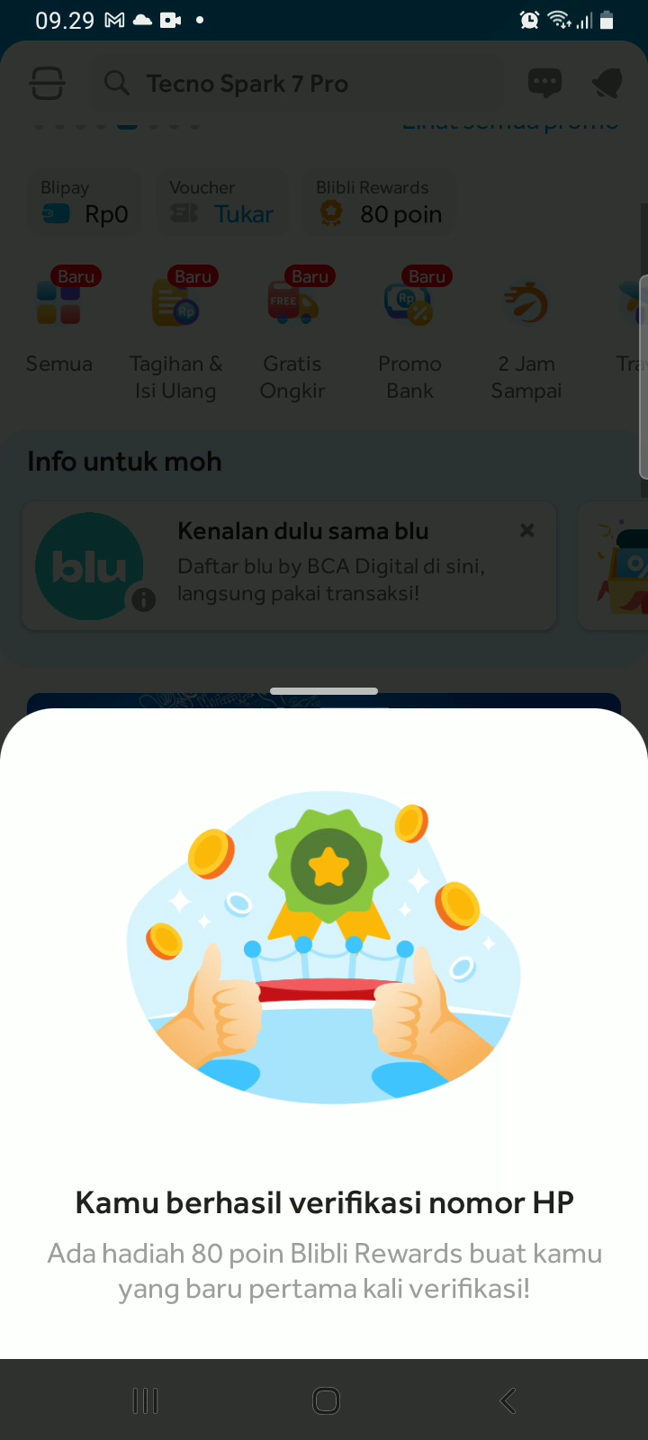 09.29
Tecno Spark 7 Pro
Lihat semua promo
Blipay
Voucher
Blibli Rewards
Rp0
Tukar
80 poin
Baru
Baru
Baru
Baru
Rp
FREE
Rp
Semua
Tagihan &
Isi Ulang
Gratis
Ongkir
Promo
Bank
2 Jam
Sampai
Info untuk moh
blu
Kenalan dulu sama blu
Daftar blu by BCA Digital di sini,
langsung pakai transaksi!
Kamu berhasil verifikasi nomor HP
Ada hadiah 80 poin Blibli Rewards buat kamu
yang baru pertama kali verifikasi!